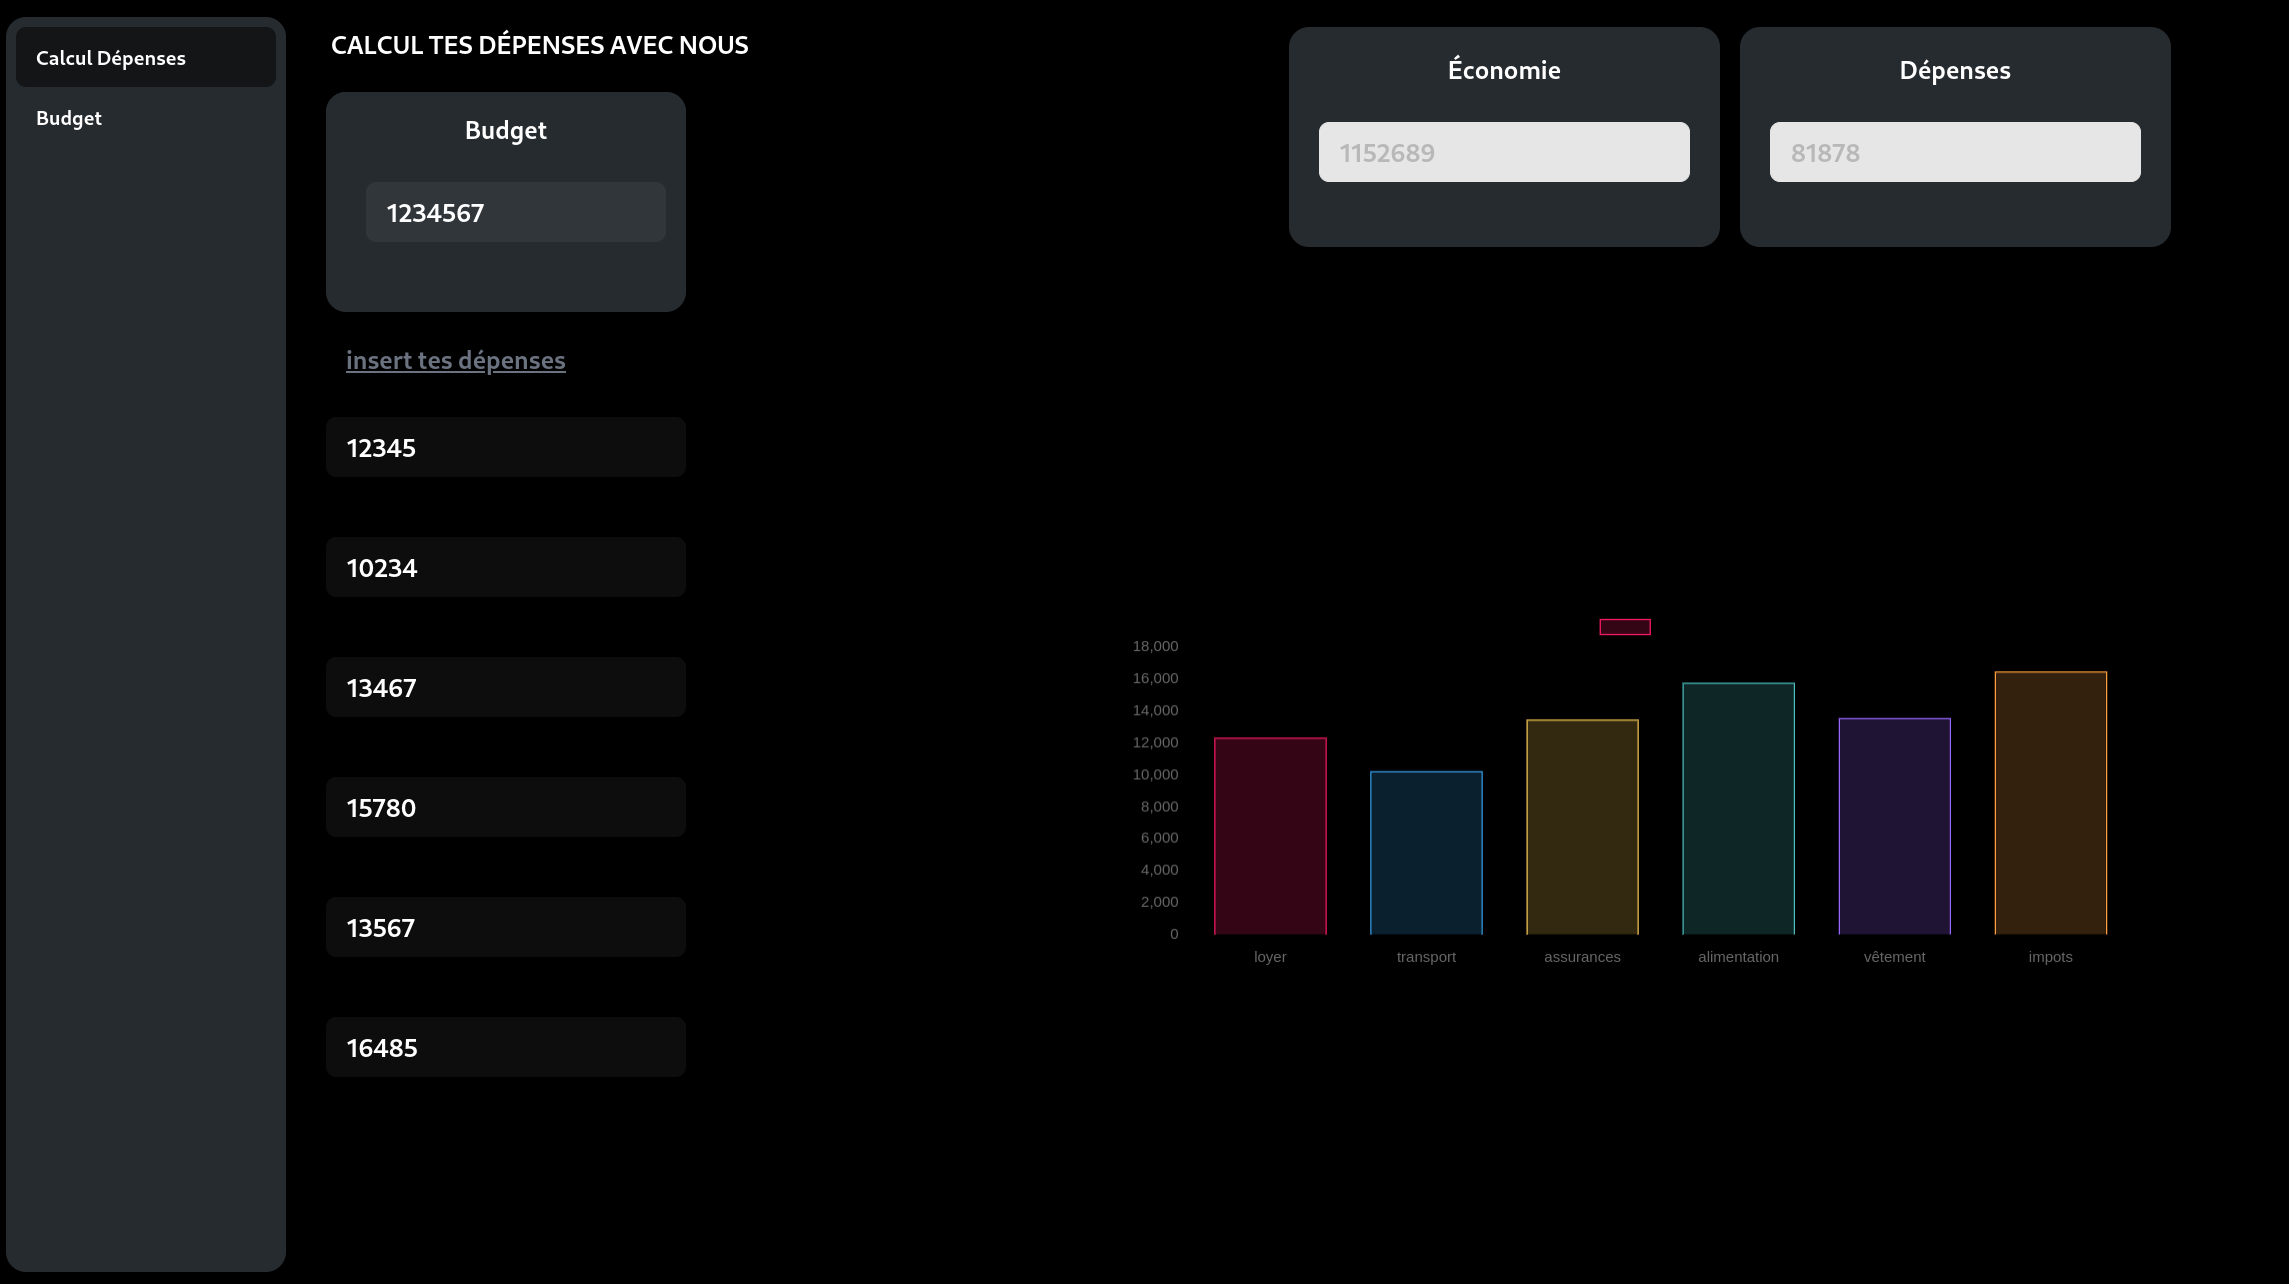 Calcul Dépenses
Budget
CALCUL TES DÉPENSES AVEC NOUS
Budget
1234567
insert tes dépenses
12345
10234
13467
15780
13567
16485
Économie
1152689
Dépenses
81878
18,000
16,000
14,000
12,000
10,000
8,000
6,000
4,000
2,000
0
loyer transport assurances alimentation vêtement impots